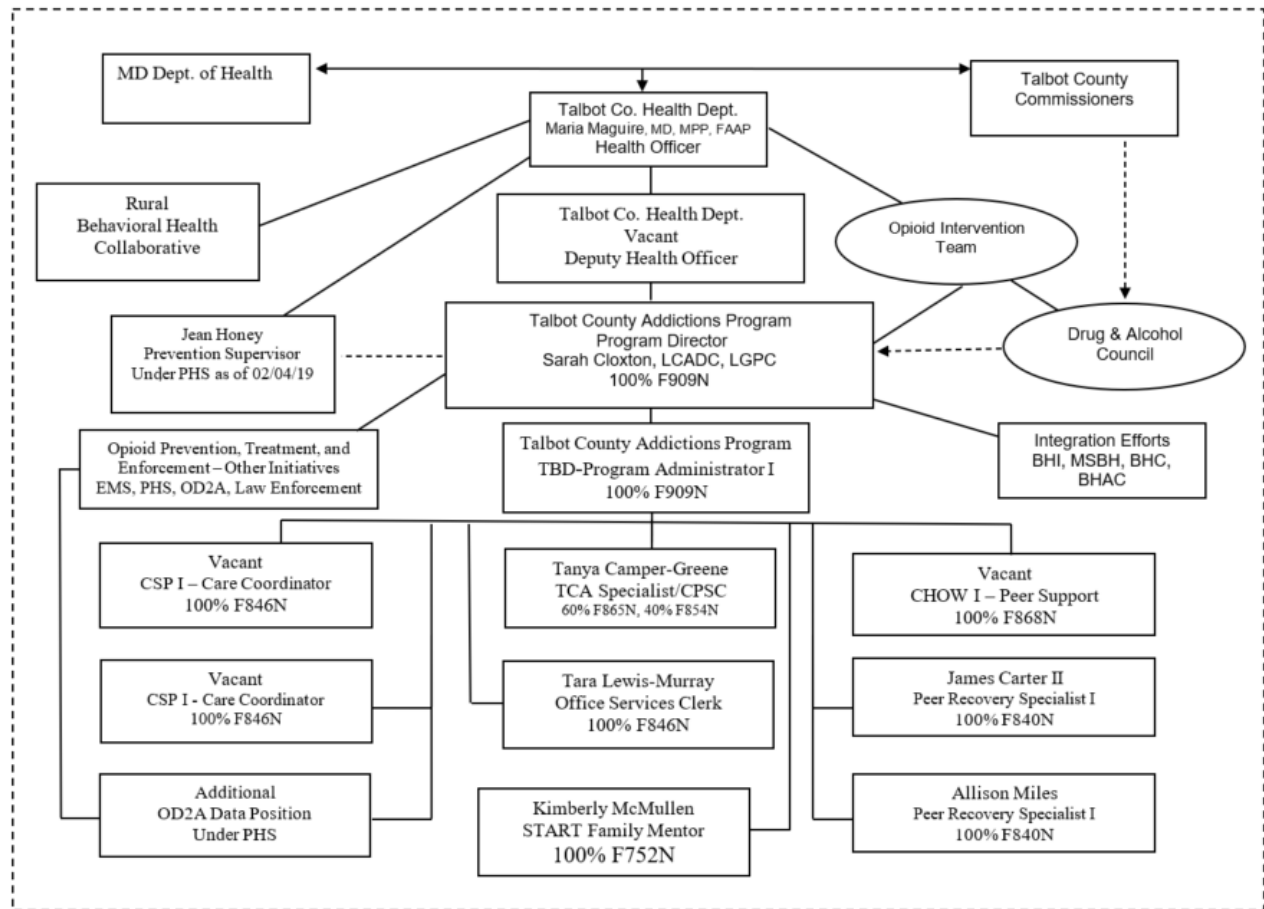 MD Dept. of Health
Talbot County
Commissioners
Talbot Co. Health Dept.
Maria Maguire, MD, MPP, FAAP
Health Officer
Rural
Behavioral Health
Collaborative
Talbot Co. Health Dept.
Vacant
Deputy Health Officer
Opioid Intervention
Team
Jean Honey
Prevention Supervisor
Under PHS as of 02/04/19
Talbot County Addictions Program
Program Director
Sarah Cloxton, LCADC, LGPC
100% F909N
Drug & Alcohol
Council
Opioid Prevention, Treatment, and
Enforcement – Other Initiatives
EMS, PHS, OD2A, Law Enforcement
Talbot County Addictions Program
TBD-Program Administrator I
100% F909N
Integration Efforts
BHI, MSBH, BHC,
BHAC
Vacant
CSP I – Care Coordinator
100% F846N
Tanya Camper-Greene
TCA Specialist/CPSC
60% F865N, 40% F854N
Vacant
CHOW I – Peer Support
100% F868N
Vacant
CSP I - Care Coordinator
100% F846N
Tara Lewis-Murray
Office Services Clerk
100% F846N
James Carter II
Peer Recovery Specialist I
100% F840N
Additional
OD2A Data Position
Under PHS
Kimberly McMullen
START Family Mentor
100% F752N
Allison Miles
Peer Recovery Specialist I
100% F840N